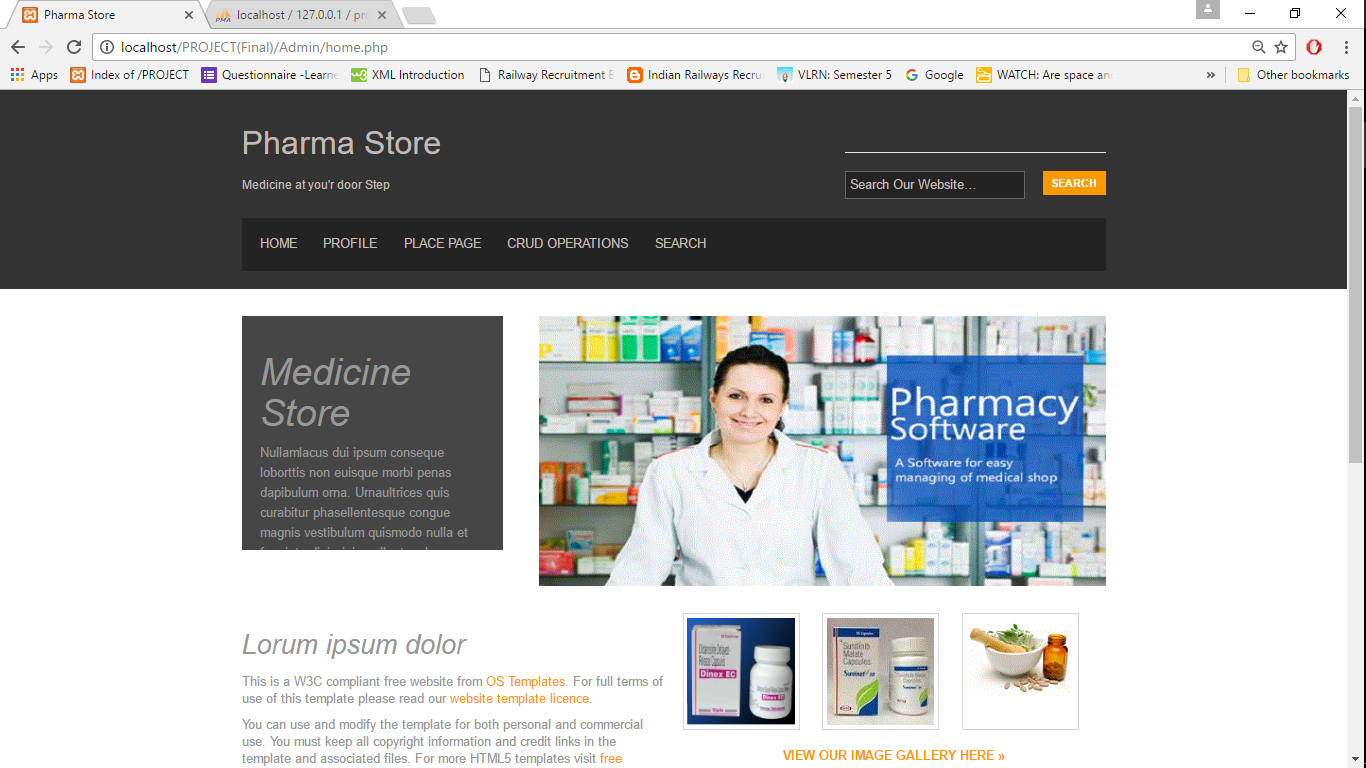 Pharma Store
localhost / 127.0.0.1 / pr
localhost/PROJECT(Final)/Admin/home.php
Apps
Index of /PROJECT
Questionnaire -Learne
XML Introduction
Railway Recruitment
Indian Railways Recru
VLRN: Semester 5
Google
WATCH: Are space an
»
Other bookmarks
Pharma Store
Medicine at you'r door Step
Search Our Website...
SEARCH
HOME
PROFILE
PLACE PAGE
CRUD OPERATIONS
SEARCH
Medicine
Store
Nullamlacus dui ipsum conseque
loborttis non euisque morbi penas
dapibulum orna. Urnaultrices quis
curabitur phasellentesque congue
magnis vestibulum quismodo nulla et
Pharmacy
Software
A Software for easy
managing of medical shop
Lorum ipsum dolor
This is a W3C compliant free website from OS Templates. For full terms of
use of this template please read our website template licence.
You can use and modify the template for both personal and commercial
use. You must keep all copyright information and credit links in the
template and associated files. For more HTML5 templates visit free
Dinex EC
Dinex EC
Sunitinib
Malate
Capsules
VIEW OUR IMAGE GALLERY HERE »